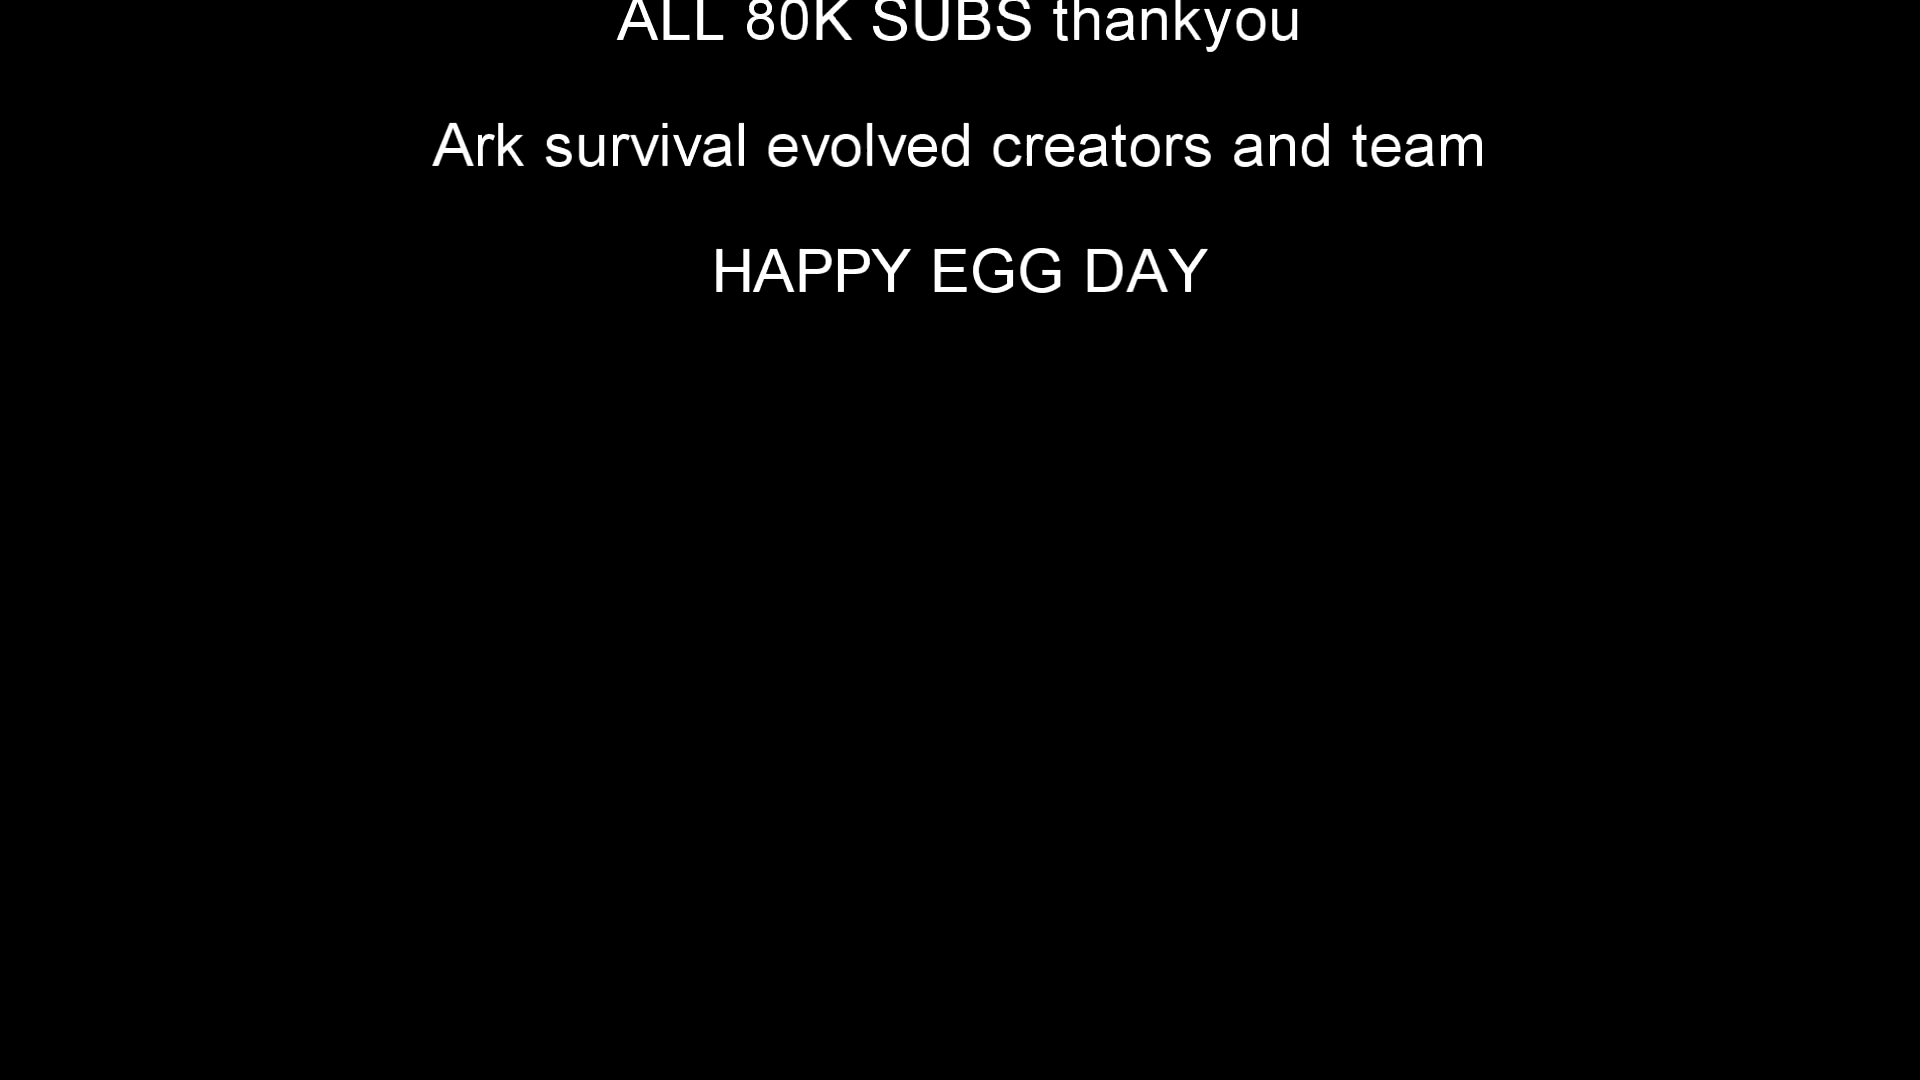 ALL 80K SUBS thankyou
Ark survival evolved creators and team
HAPPY EGG DAY